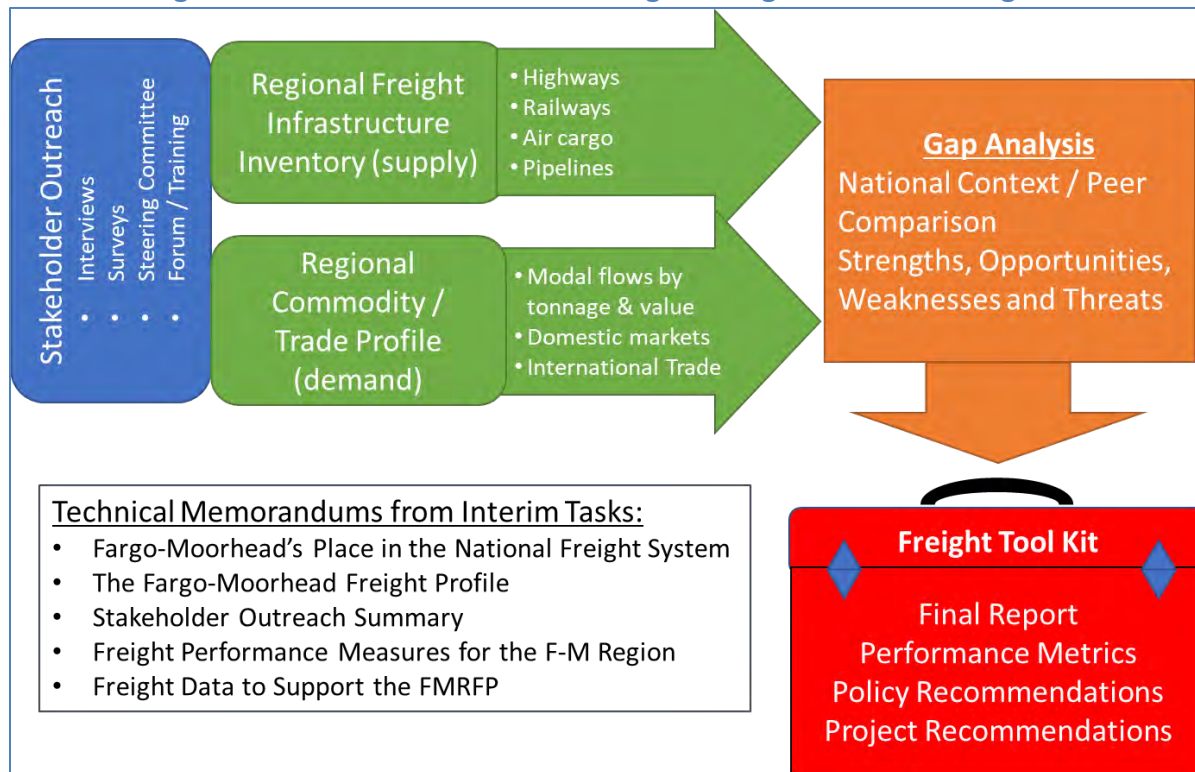 Stakeholder Outreach
• Interviews
• Surveys
• Steering Committee
• Forum / Training
Regional Freight
Infrastructure
Inventory (supply)
• Highways
• Railways
• Air cargo
• Pipelines
Regional
Commodity /
Trade Profile
(demand)
• Modal flows by
tonnage & value
• Domestic markets
• International Trade
Gap Analysis
National Context / Peer
Comparison
Strengths, Opportunities,
Weaknesses and Threats
Technical Memorandums from Interim Tasks:
• Fargo-Moorhead’s Place in the National Freight System
• The Fargo-Moorhead Freight Profile
• Stakeholder Outreach Summary
• Freight Performance Measures for the F-M Region
• Freight Data to Support the FMRFP
Freight Tool Kit
Final Report
Performance Metrics
Policy Recommendations
Project Recommendations